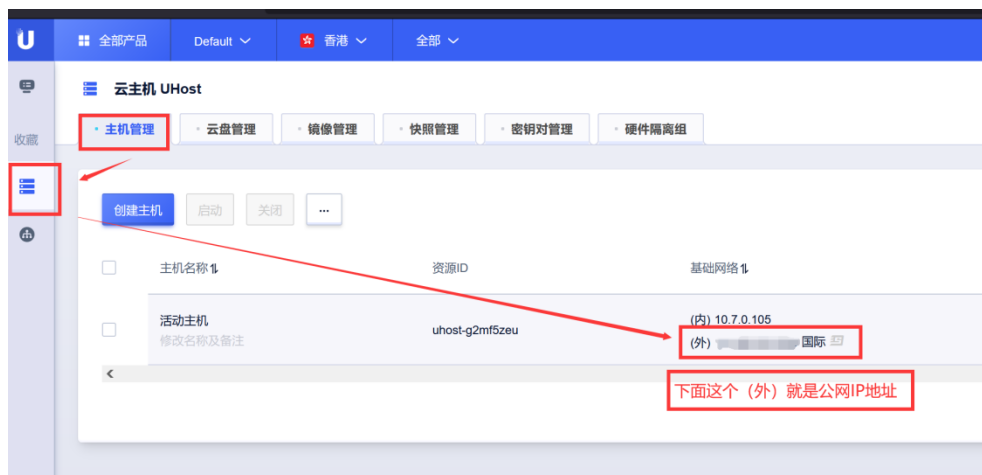 全部产品 Default 香港 全部
云主机 UHost
收藏
主机管理 云盘管理 镜像管理 快照管理 密钥对管理 硬件隔离组
创建主机 启动 关闭 ...
主机名称 资源ID 基础网络
活动主机 uhost-g2mf5zeu (内) 10.7.0.105
修改名称及备注 (外) 国际
下面这个（外）就是公网IP地址